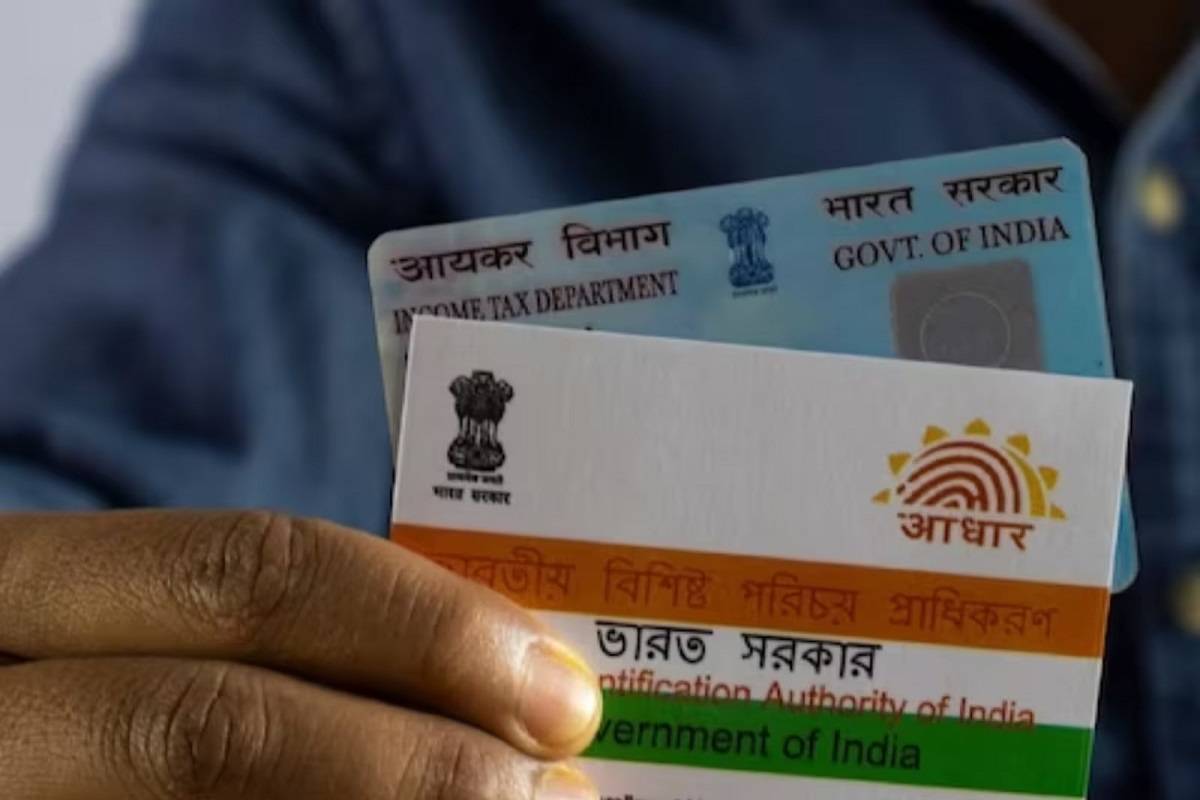 आयकर विभाग
INCOME TAX DEPARTMENT
भारत सरकार
GOVT. OF INDIA
भारत सरकार
आधार
ভারতীয় বিশিষ্ট পরিচয় প্রাধিকরণ
ভারত সরকার
ntification Authority of India
vernment of India